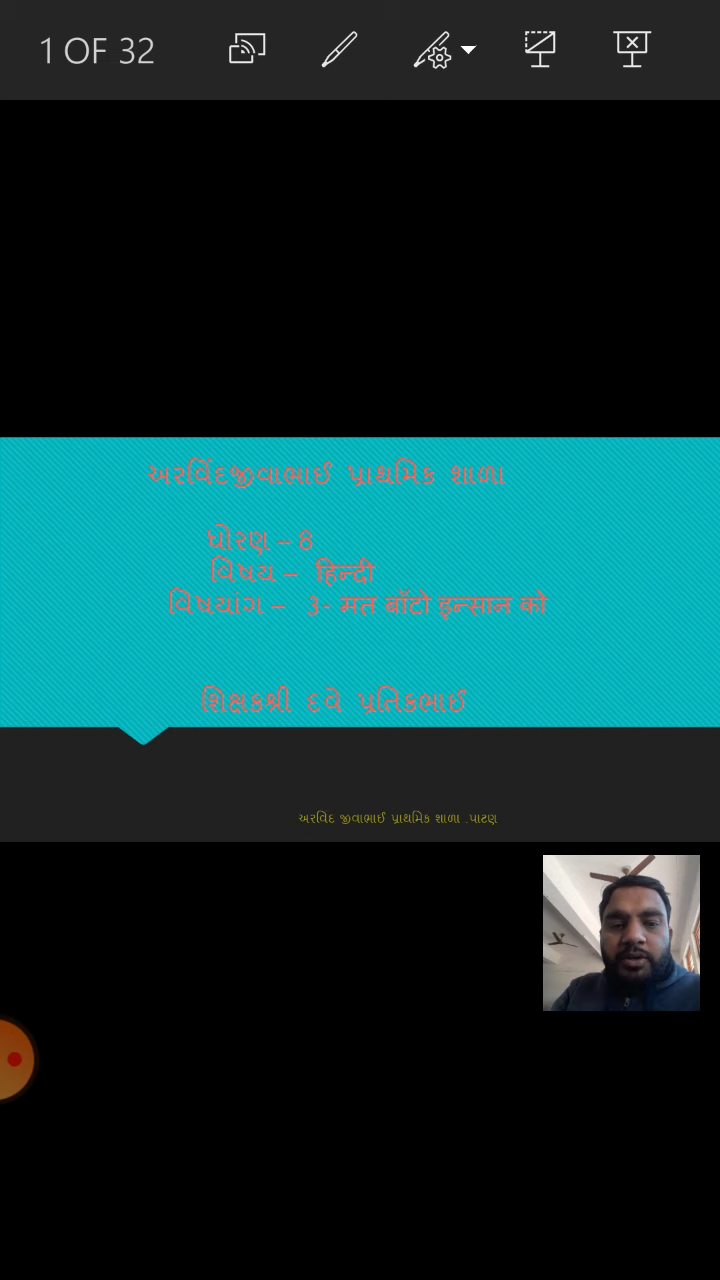 1 OF 32
અરવિંદજીવાભાઈ પ્રાથમિક શાળા
ધોરણ – 8
વિષય – हिन्दी
વિષયાંગ – 3- मत बाँटो इन्सान को
શિક્ષકશ્રી દવે પ્રતિકભાઈ
અરવિંદ જીવાભાઈ પ્રાથમિક શાળા .પાટણ